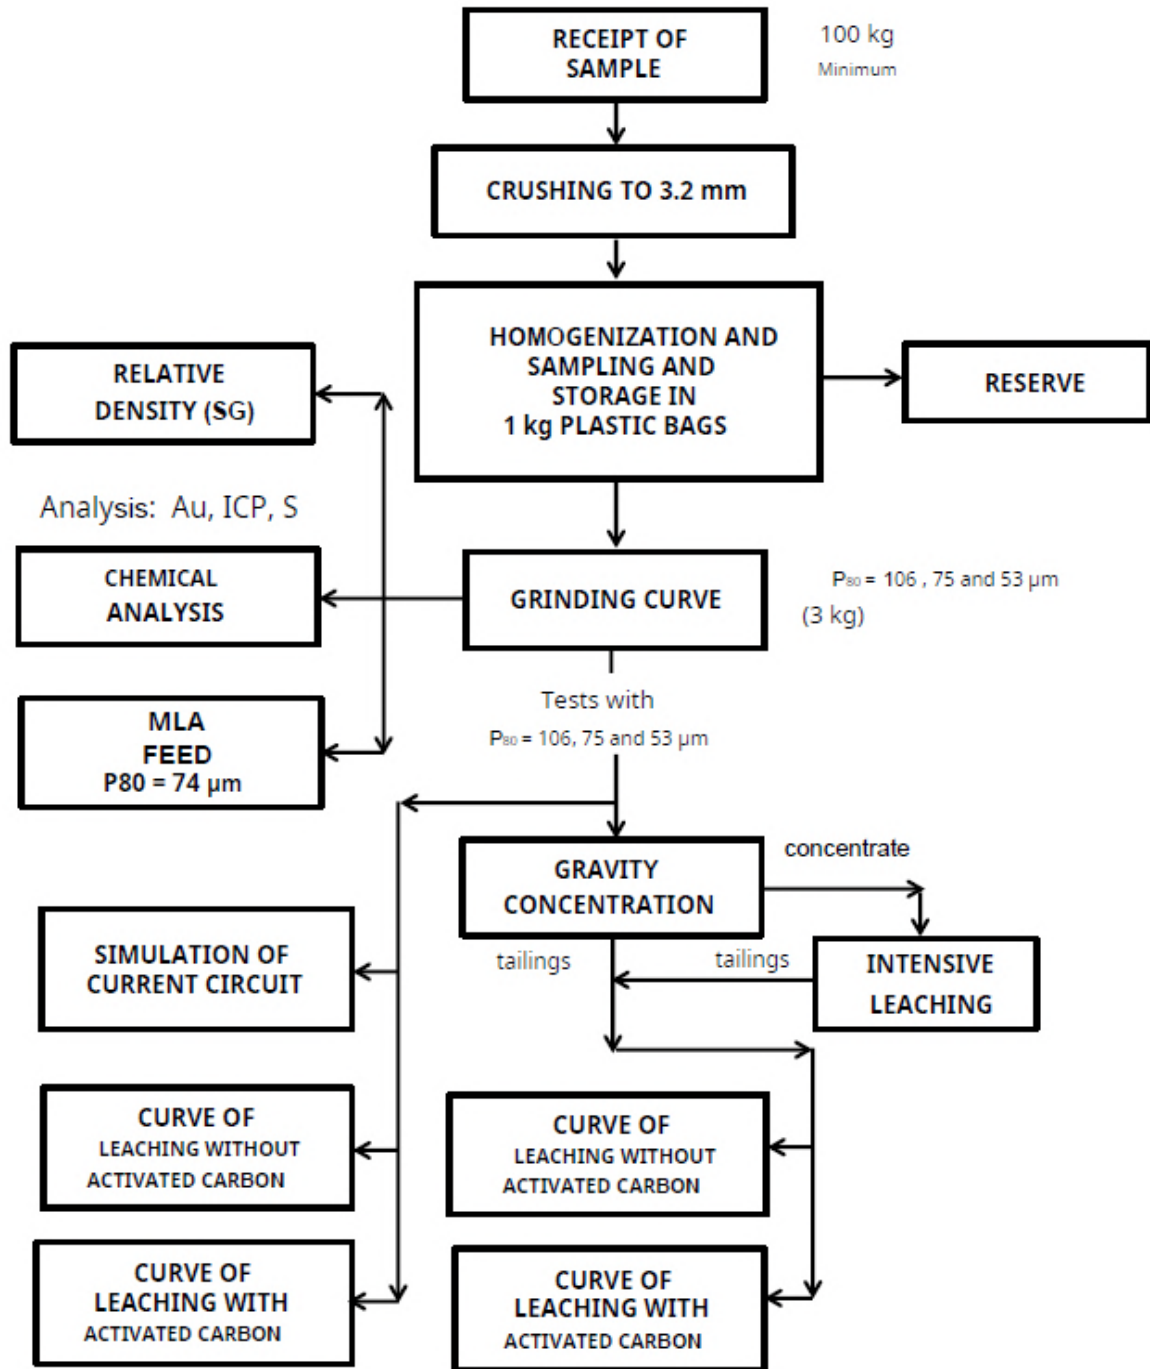 RECEIPT OF
SAMPLE
100 kg
Minimum
CRUSHING TO 3.2 mm
HOMOGENIZATION AND
SAMPLING AND
STORAGE IN
1 kg PLASTIC BAGS
RESERVE
RELATIVE
DENSITY (SG)
Analysis: Au, ICP, S
CHEMICAL
ANALYSIS
GRINDING CURVE
P80 = 106 , 75 and 53 µm
(3 kg)
MLA
FEED
P80 = 74 µm
Tests with
P80 = 106, 75 and 53 µm
GRAVITY
CONCENTRATION
concentrate
tailings
tailings
INTENSIVE
LEACHING
SIMULATION OF
CURRENT CIRCUIT
CURVE OF
LEACHING WITHOUT
ACTIVATED CARBON
CURVE OF
LEACHING WITHOUT
ACTIVATED CARBON
CURVE OF
LEACHING WITH
ACTIVATED CARBON
CURVE OF
LEACHING WITH
ACTIVATED CARBON